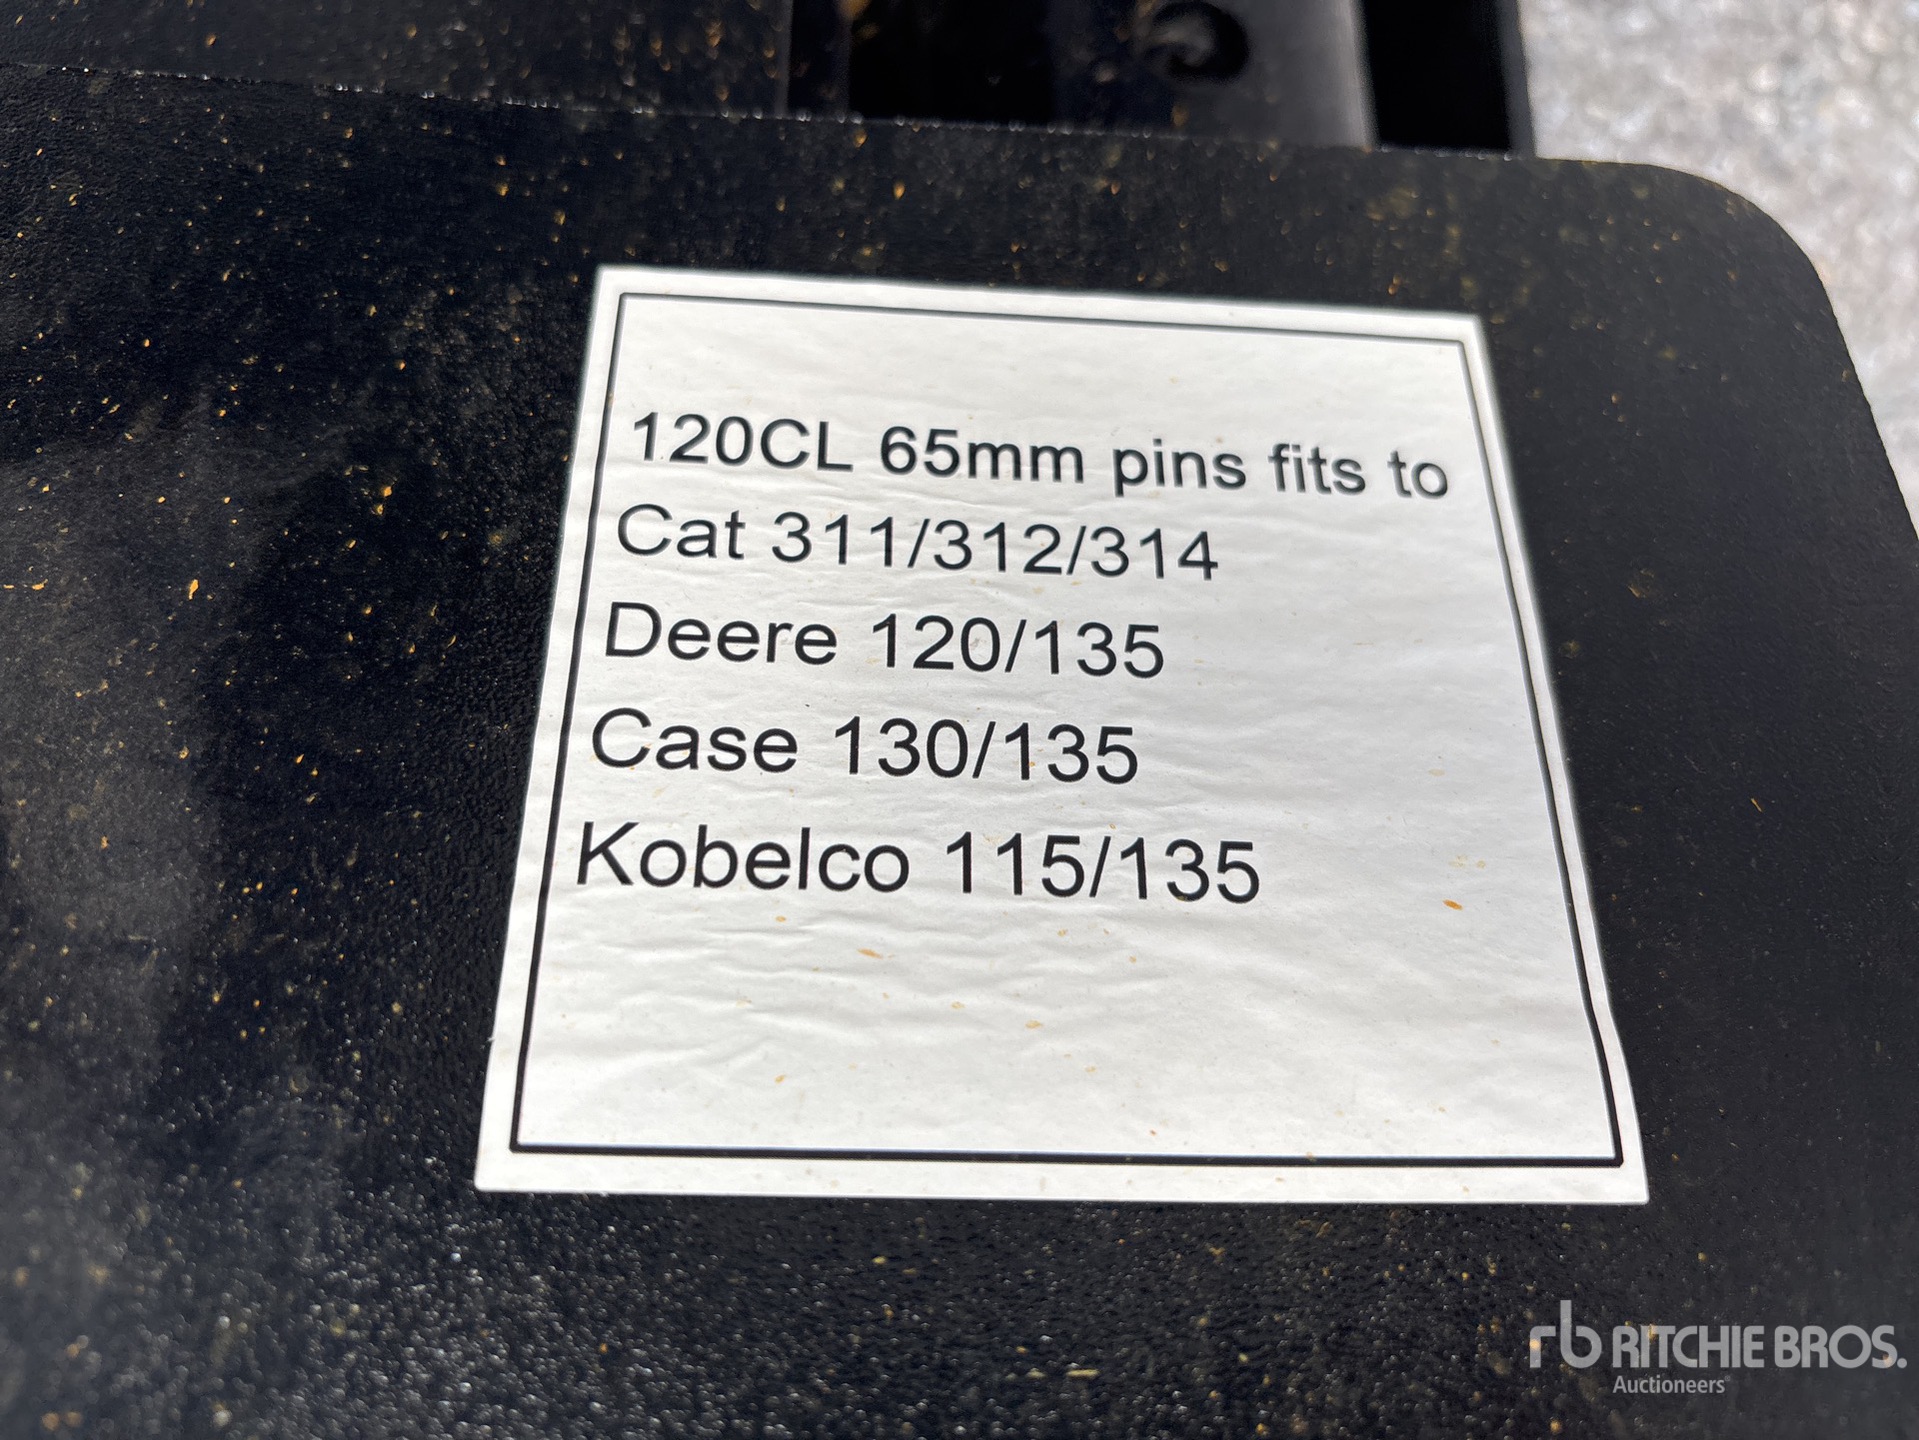 120CL 65mm pins fits to
Cat 311/312/314
Deere 120/135
Case 130/135
Kobelco 115/135
rb RITCHIE BROS.
Auctioneers